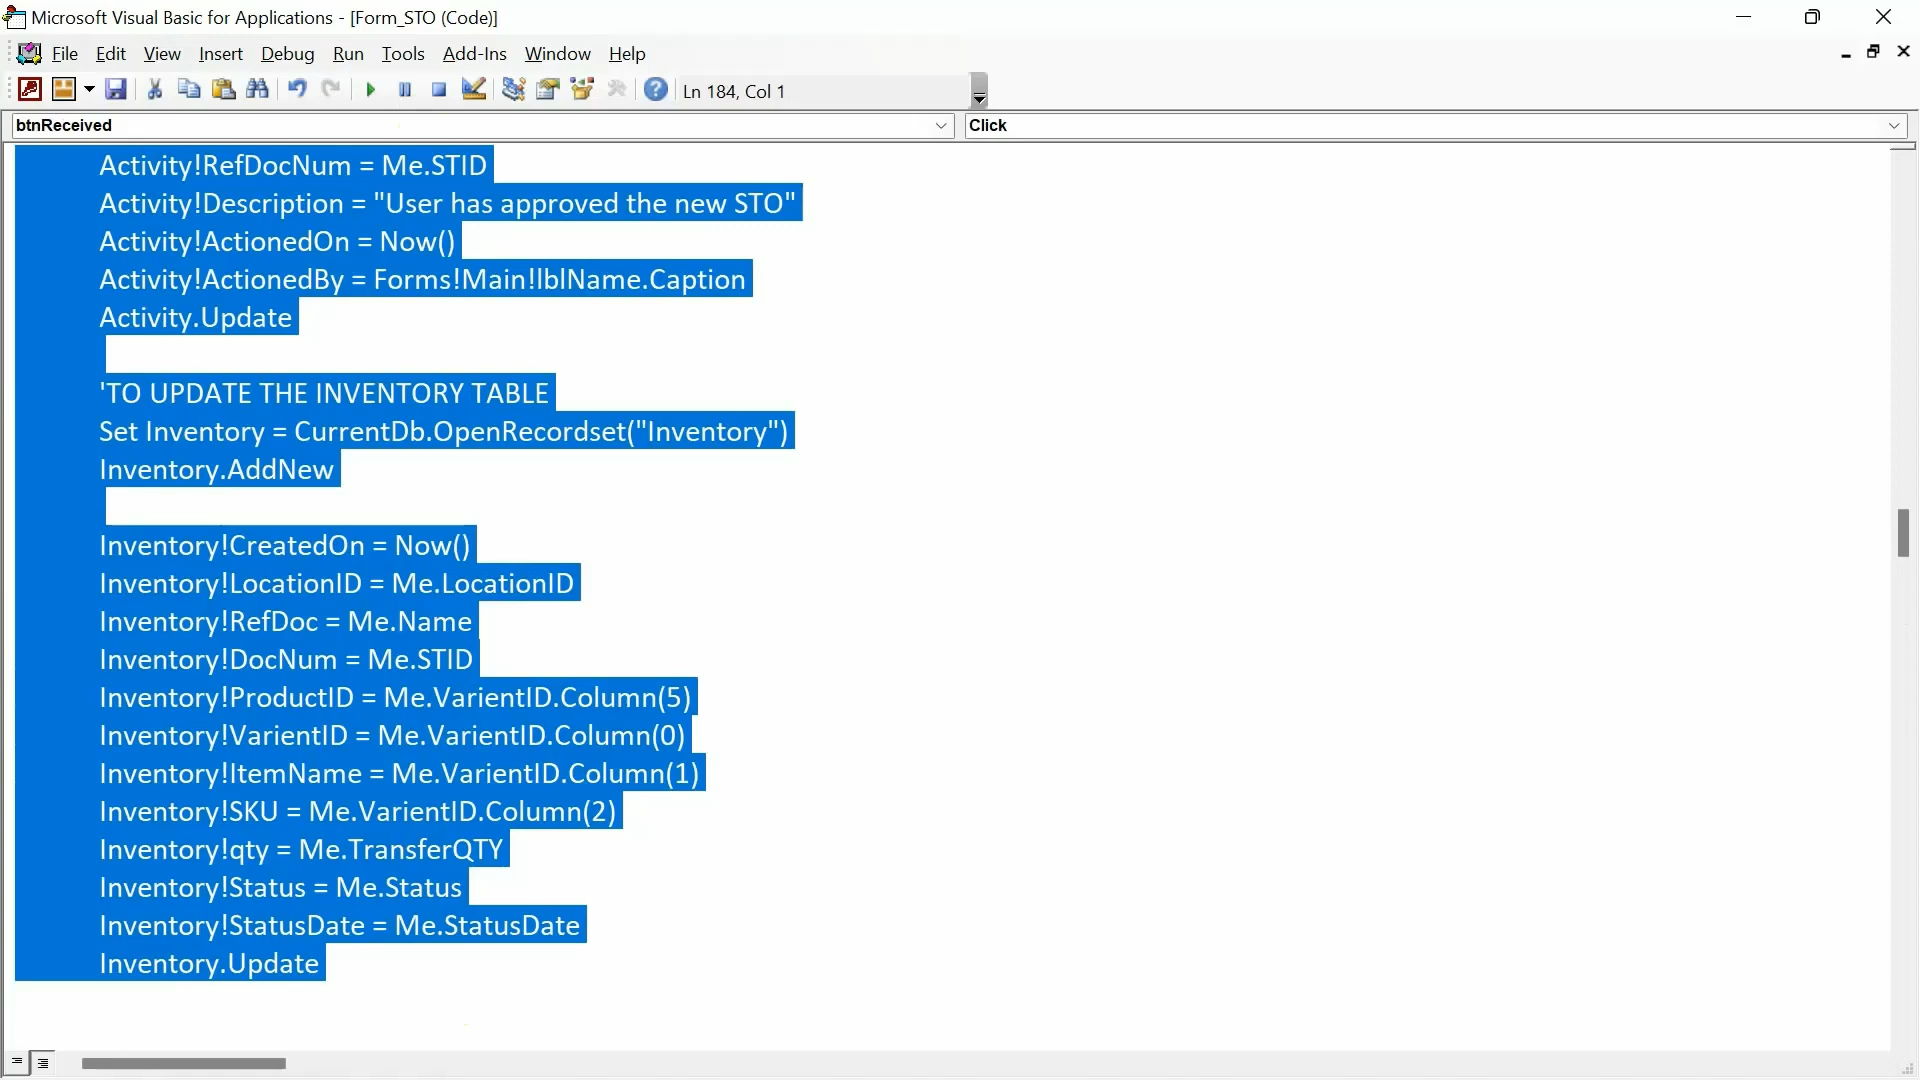 Microsoft Visual Basic for Applications - [Form_STO (Code)]
File Edit View Insert Debug Run Tools Add-Ins Window Help
Ln 184, Col 1
btnReceived Click
Activity!RefDocNum = Me.STID
Activity!Description = "User has approved the new STO"
Activity!ActionedOn = Now()
Activity!ActionedBy = Forms!Main!lblName.Caption
Activity.Update
'TO UPDATE THE INVENTORY TABLE
Set Inventory = CurrentDb.OpenRecordset("Inventory")
Inventory.AddNew
Inventory!CreatedOn = Now()
Inventory!LocationID = Me.LocationID
Inventory!RefDoc = Me.Name
Inventory!DocNum = Me.STID
Inventory!ProductID = Me.VarientID.Column(5)
Inventory!VarientID = Me.VarientID.Column(0)
Inventory!ItemName = Me.VarientID.Column(1)
Inventory!SKU = Me.VarientID.Column(2)
Inventory!qty = Me.TransferQTY
Inventory!Status = Me.Status
Inventory!StatusDate = Me.StatusDate
Inventory.Update